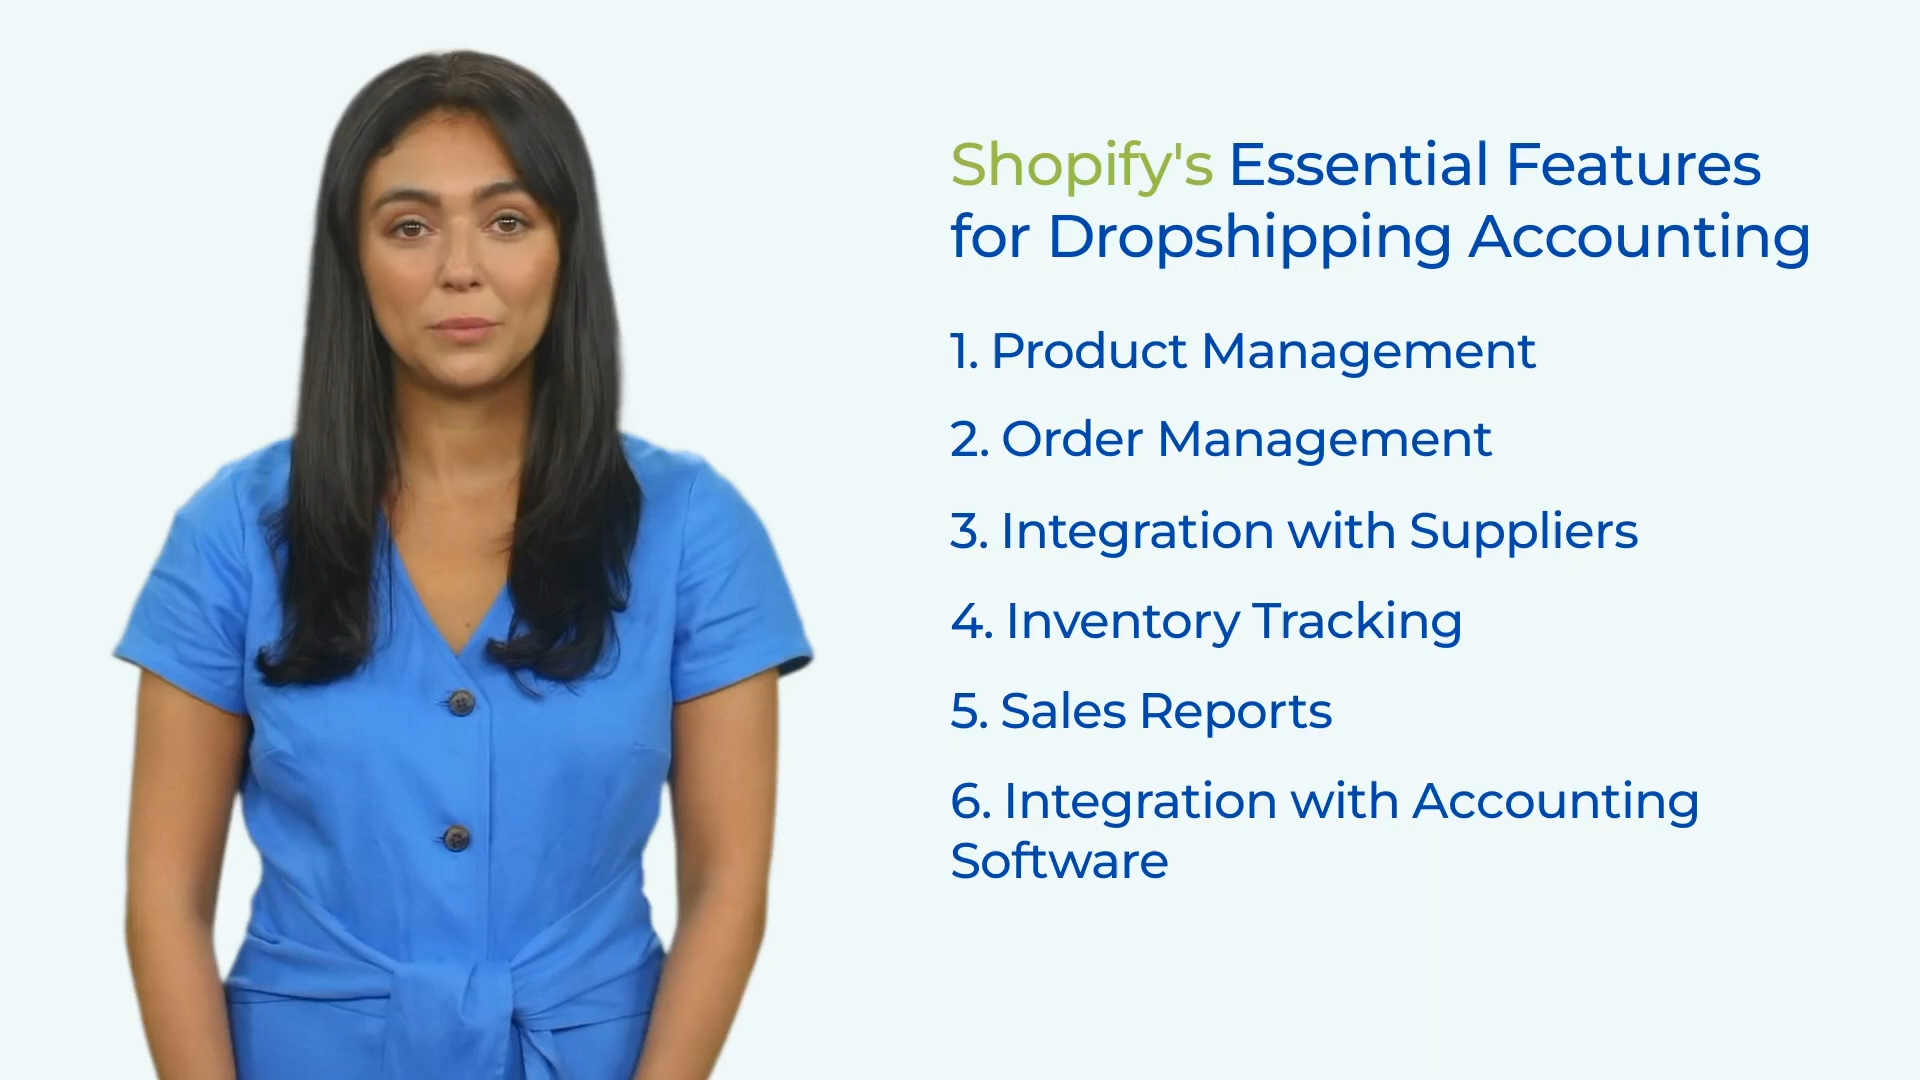 Shopify's Essential Features
for Dropshipping Accounting
1. Product Management
2. Order Management
3. Integration with Suppliers
4. Inventory Tracking
5. Sales Reports
6. Integration with Accounting
Software